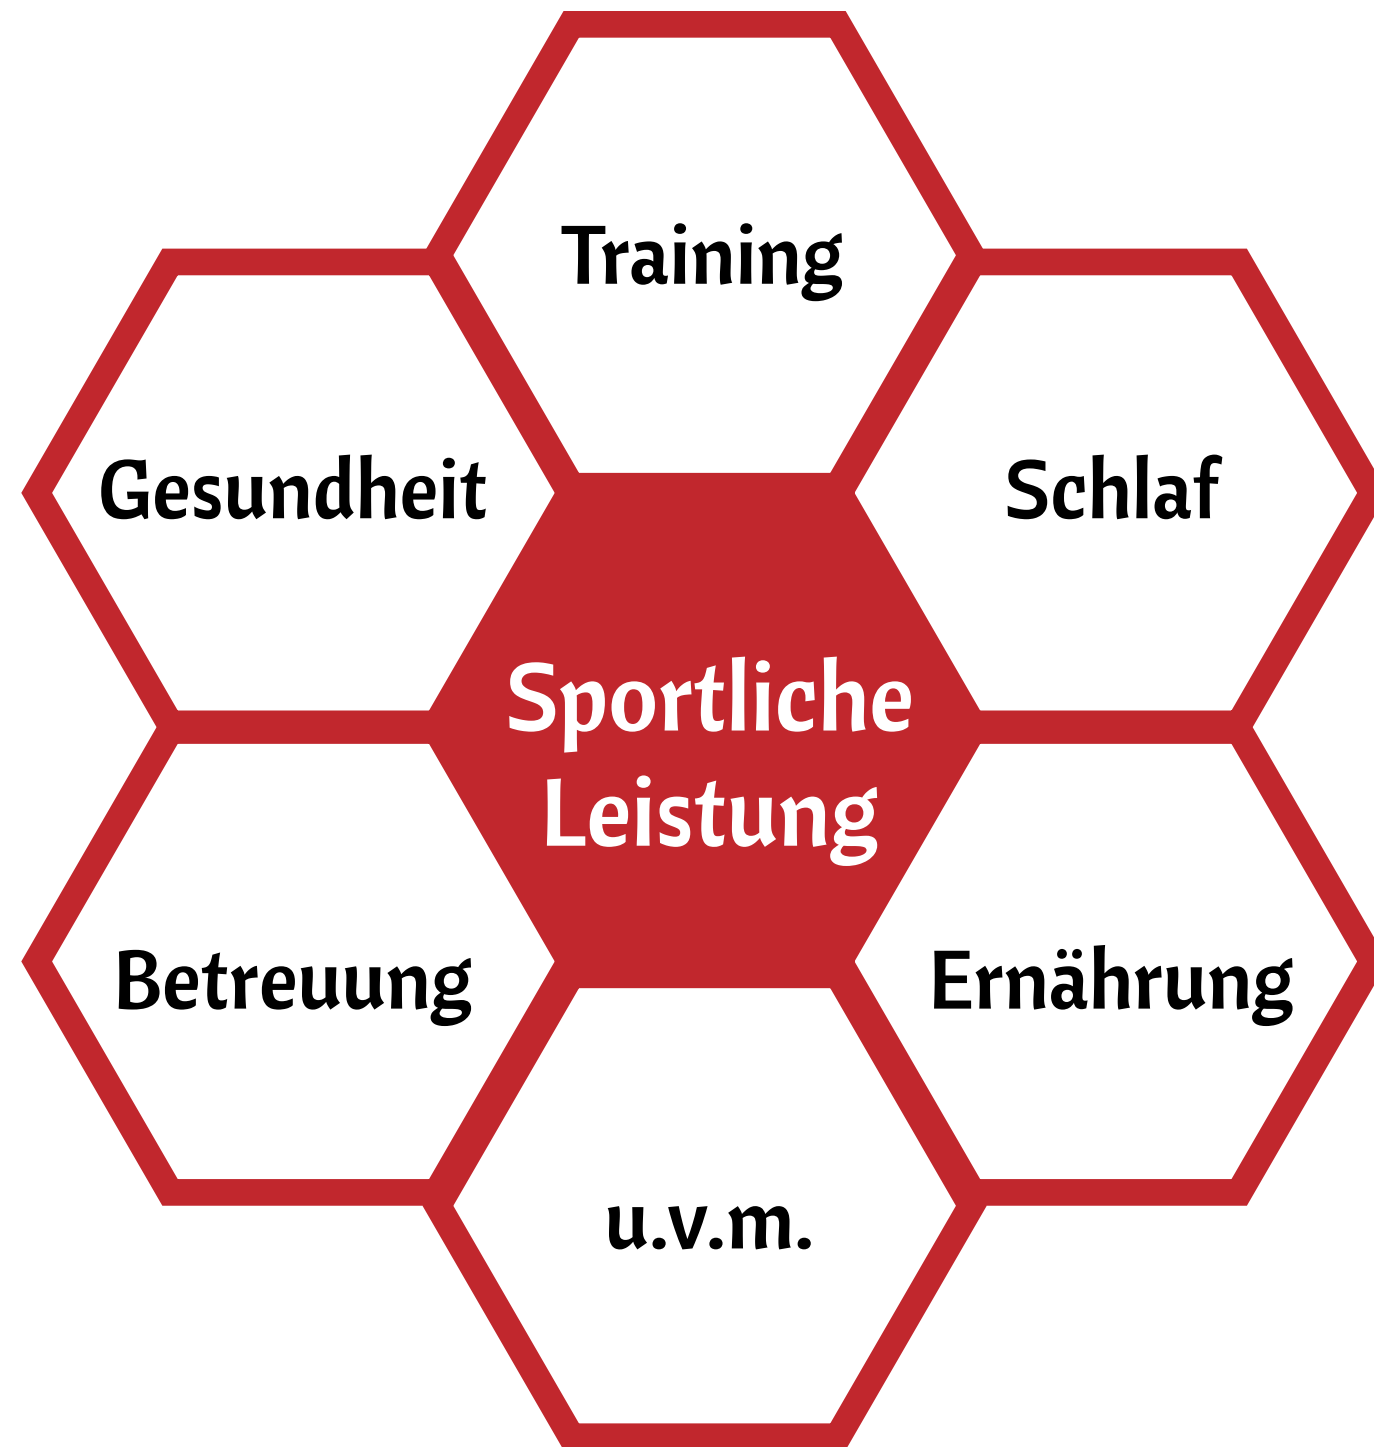 Training
Gesundheit
Schlaf
Sportliche
Leistung
Betreuung
Ernährung
u.v.m.